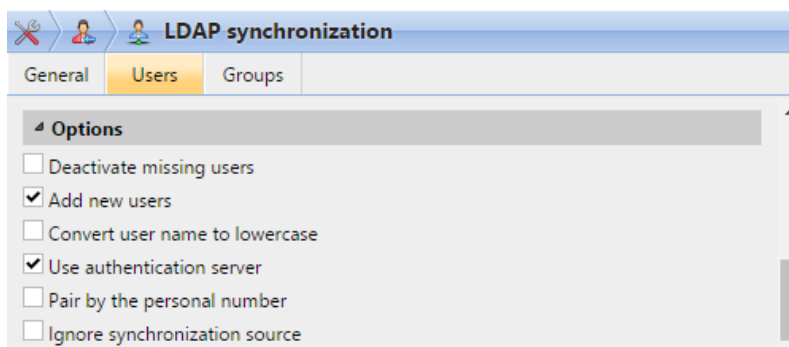 LDAP synchronization
General Users Groups
Options
Deactivate missing users
Add new users
Convert user name to lowercase
Use authentication server
Pair by the personal number
Ignore synchronization source